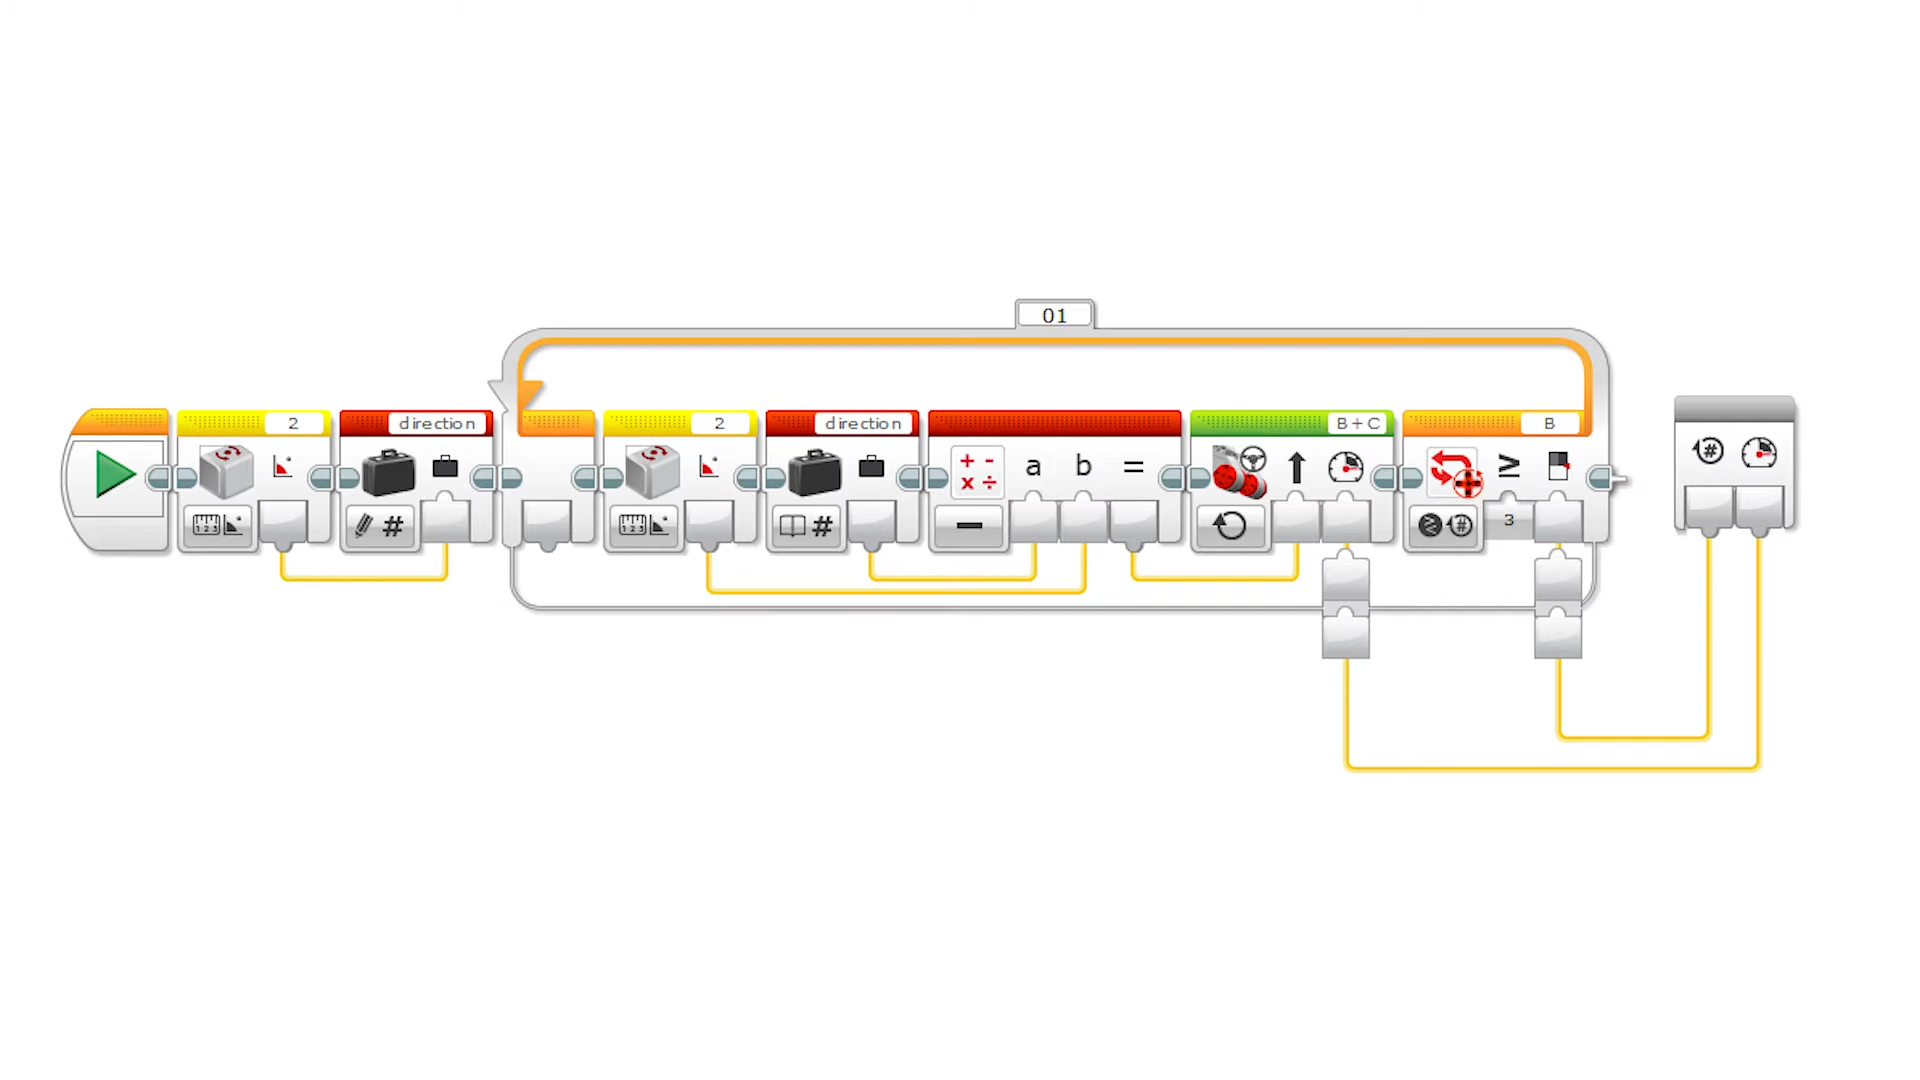 01
2
direction
2
direction
B+C
B
a b =
≥
#
#
#
3
#